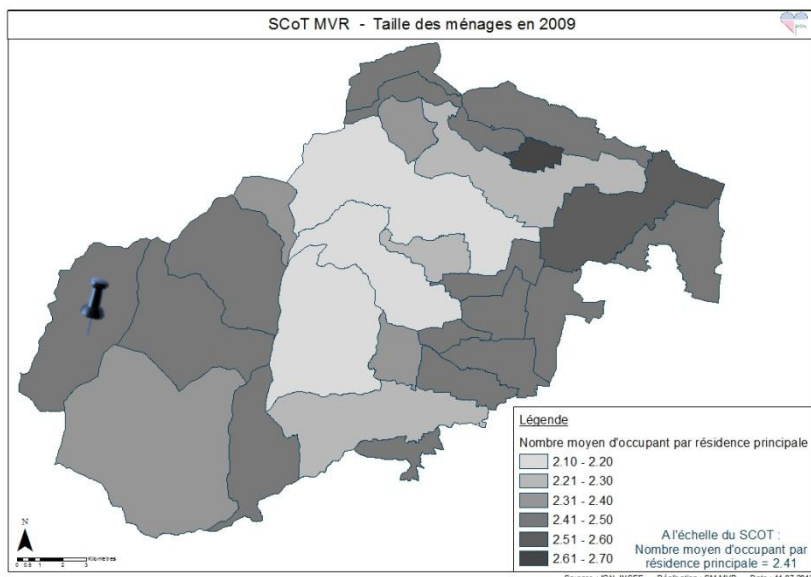 SCoT MVR - Taille des ménages en 2009
Légende
Nombre moyen d'occupant par résidence principale
2.10 - 2.20
2.21 - 2.30
2.31 - 2.40
2.41 - 2.50
2.51 - 2.60
2.61 - 2.70
A l'échelle du SCOT :
Nombre moyen d'occupant par
résidence principale = 2.41
N
Kilomètres